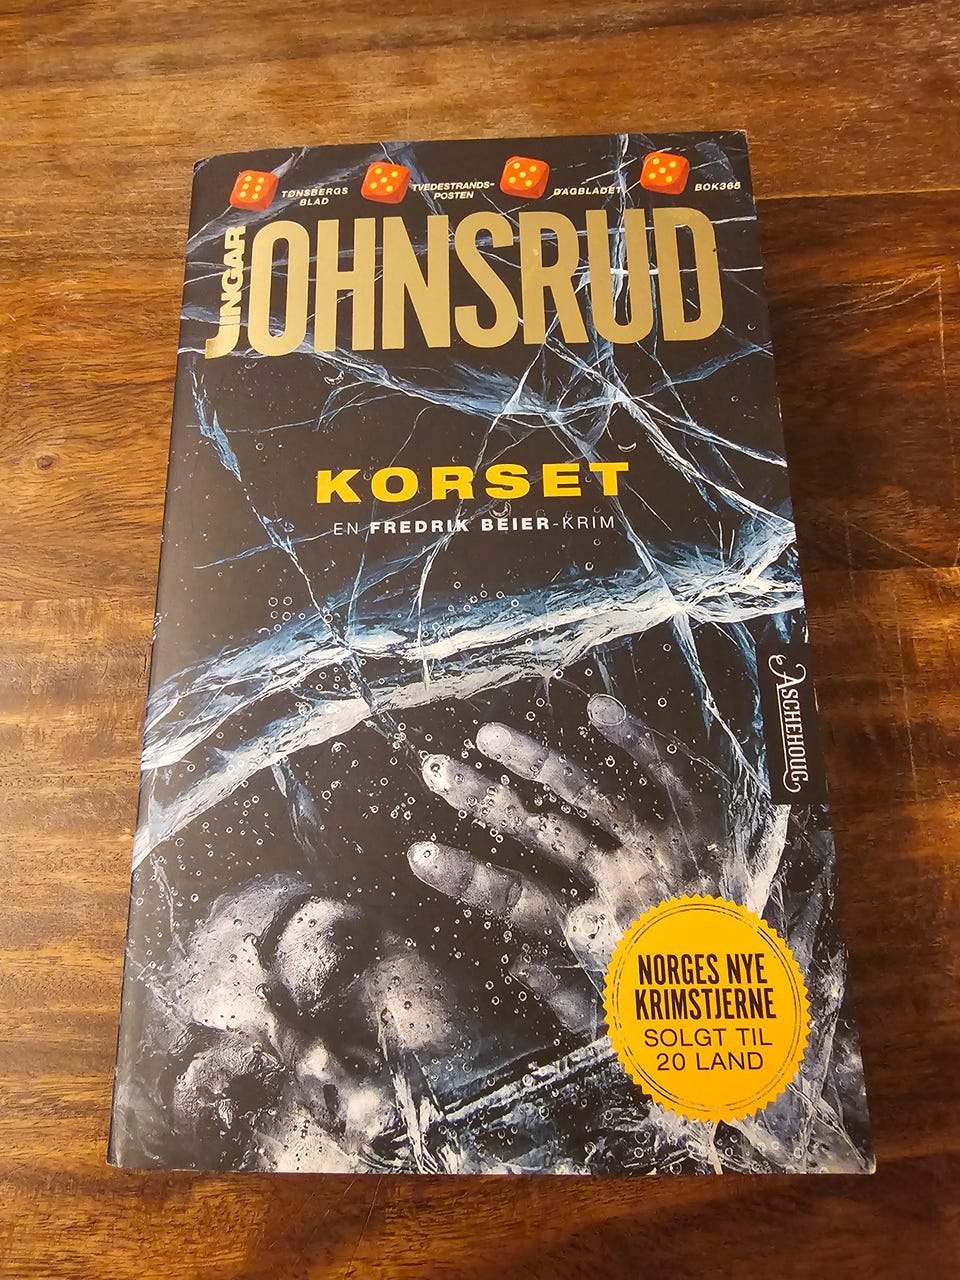 TØNSBERGS
BLAD
TVEDESTRANDS-
POSTEN
DAGBLADET
BOK365
JINGAR
JOHNSRUD
KORSET
EN FREDRIK BEIER-KRIM
ASCHEHOUG
NORGES NYE
KRIMSTJERNE
SOLGT TIL
20 LAND